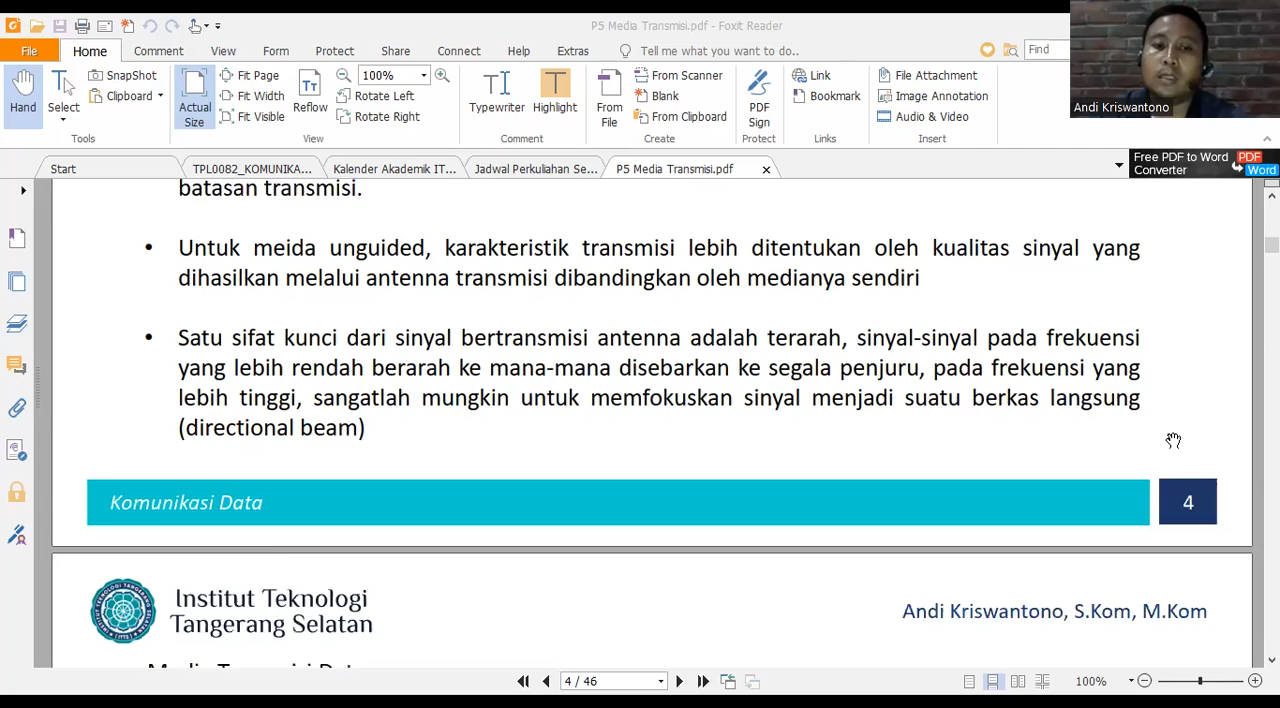 P5 Media Transmisi.pdf - Foxit Reader
File Home Comment View Form Protect Share Connect Help Extras Tell me what you want to do.. Find
Andi Kriswantono
Hand
Select
SnapShot
Clipboard
Tools
Actual
Size
Fit Page
Fit Width
Fit Visible
Reflow
100%
Rotate Left
Rotate Right
View
Typewriter
Highlight
Comment
From
File
From Scanner
Blank
From Clipboard
Create
PDF
Sign
Protect
Link
Bookmark
Links
File Attachment
Image Annotation
Audio & Video
Insert
Start TPL0082_KOMUNIKA... Kalender Akademik IT... Jadwal Perkuliahan Se... P5 Media Transmisi.pdf
Free PDF to Word
Converter
PDF
Word
batasan transmisi.
• Untuk meida unguided, karakteristik transmisi lebih ditentukan oleh kualitas sinyal yang
dihasilkan melalui antenna transmisi dibandingkan oleh medianya sendiri
• Satu sifat kunci dari sinyal bertransmisi antenna adalah terarah, sinyal-sinyal pada frekuensi
yang lebih rendah berarah ke mana-mana disebarkan ke segala penjuru, pada frekuensi yang
lebih tinggi, sangatlah mungkin untuk memfokuskan sinyal menjadi suatu berkas langsung
(directional beam)
Komunikasi Data 4
Institut Teknologi
Tangerang Selatan
Andi Kriswantono, S.Kom, M.Kom
Media Transmisi Data
4 / 46
100%